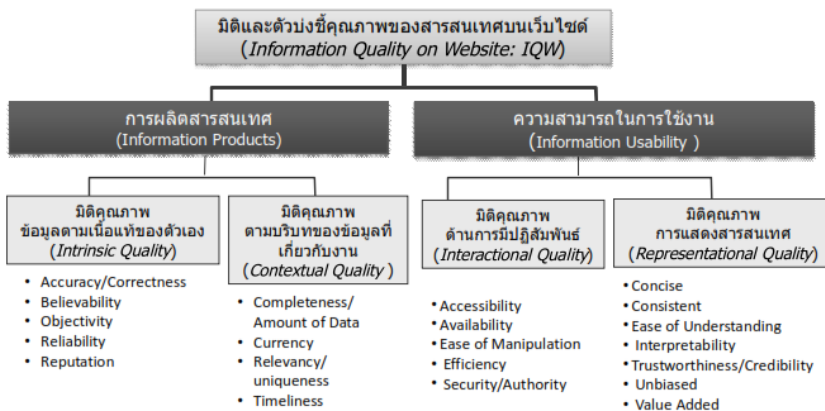 มิติและตัวบ่งชี้คุณภาพของสารสนเทศบนเว็บไซต์
(Information Quality on Website: IQW)
การผลิตสารสนเทศ
(Information Products)
ความสามารถในการใช้งาน
(Information Usability )
มิติคุณภาพ
ข้อมูลตามเนื้อแท้ของตัวเอง
(Intrinsic Quality)
• Accuracy/Correctness
• Believability
• Objectivity
• Reliability
• Reputation
มิติคุณภาพ
ตามบริบทของข้อมูลที่
เกี่ยวกับงาน
(Contextual Quality )
• Completeness/
Amount of Data
• Currency
• Relevancy/
uniqueness
• Timeliness
มิติคุณภาพ
ด้านการมีปฏิสัมพันธ์
(Interactional Quality)
• Accessibility
• Availability
• Ease of Manipulation
• Efficiency
• Security/Authority
มิติคุณภาพ
การแสดงสารสนเทศ
(Representational Quality)
• Concise
• Consistent
• Ease of Understanding
• Interpretability
• Trustworthiness/Credibility
• Unbiased
• Value Added